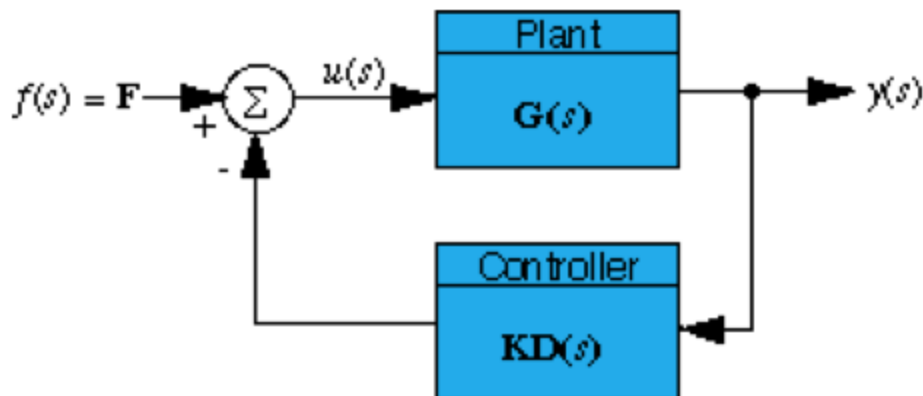 Plant
f(s) = F
+
Σ
-
u(s)
G(s)
y(s)
Controller
KD(s)